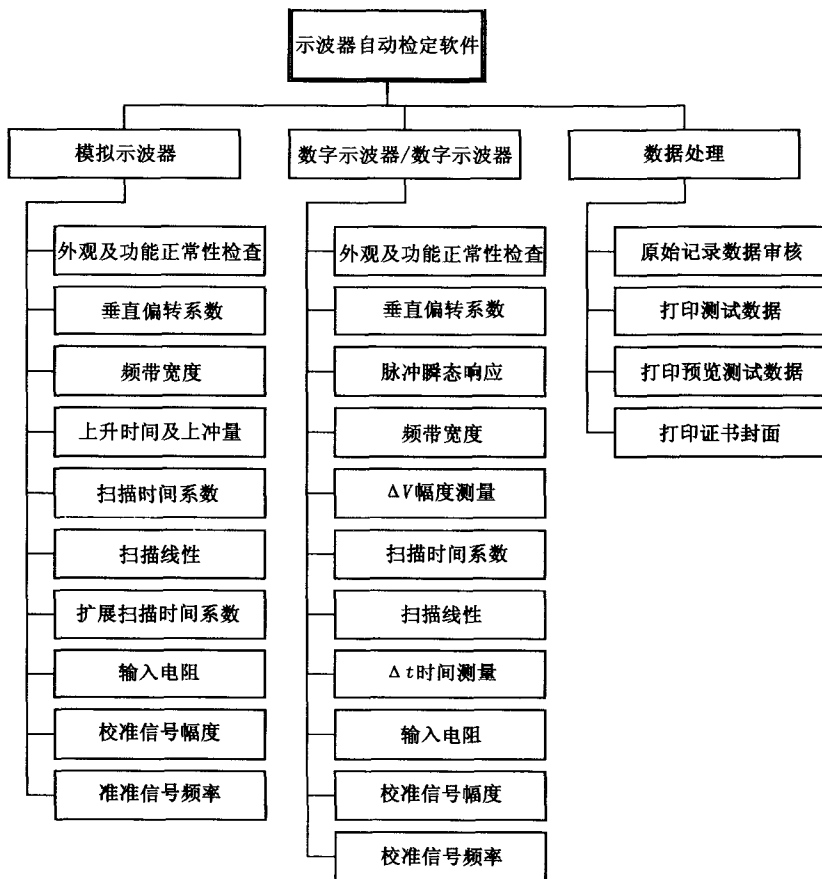 示波器自动检定软件
模拟示波器
数字示波器/数字示波器
数据处理
外观及功能正常性检查
垂直偏转系数
频带宽度
上升时间及上冲量
扫描时间系数
扫描线性
扩展扫描时间系数
输入电阻
校准信号幅度
准准信号频率
外观及功能正常性检查
垂直偏转系数
脉冲瞬态响应
频带宽度
ΔV幅度测量
扫描时间系数
扫描线性
Δt时间测量
输入电阻
校准信号幅度
校准信号频率
原始记录数据审核
打印测试数据
打印预览测试数据
打印证书封面